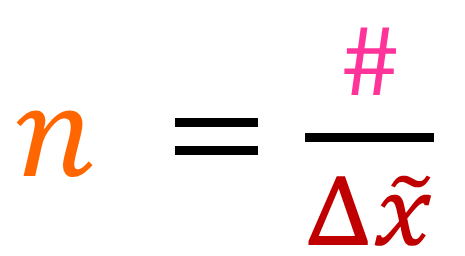 n = #
Δx̃